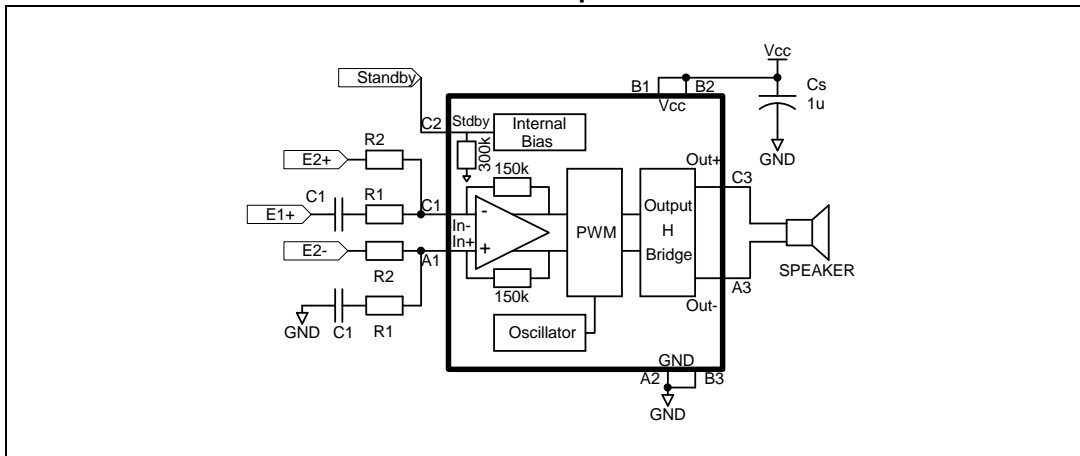 Vcc
Standby
B1
B2
Vcc
Cs
1u
GND
C2
Stdby
300k
Internal
Bias
R2
E2+
150k
Out+
C3
C1
R1
C1
E1+
In-
In+
-
+
PWM
Output
H
Bridge
E2-
A1
R2
SPEAKER
A3
150k
Out-
GND
C1
R1
Oscillator
GND
A2
B3
GND